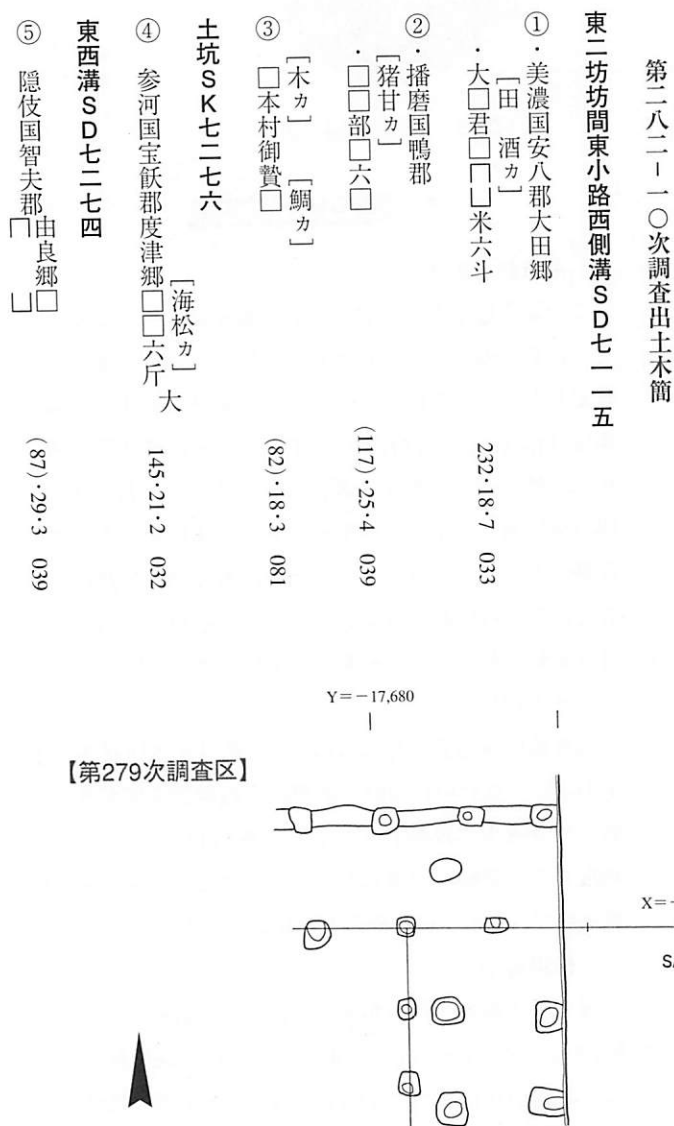 第二八二－一〇次調査出土木簡
東二坊坊間東小路西側溝ＳＤ七一一五
①・美濃国安八郡大田郷
［田　酒ヵ］
・大□君□□□米六斗
232・18・7　033
②・播磨国鴨郡
［猪甘ヵ］
・□□部□六□
(117)・25・4　039
［木ヵ］　［鯛ヵ］
③　□本村御贄□
(82)・18・3　081
土坑ＳＫ七二七六
［海松ヵ］
④　参河国宝飫郡度津郷□□六斤大
145・21・2　032
東西溝ＳＤ七二七四
⑤　隠伎国智夫郡
由良郷□
(87)・29・3　039
Y＝－17,680
【第279次調査区】
X＝－